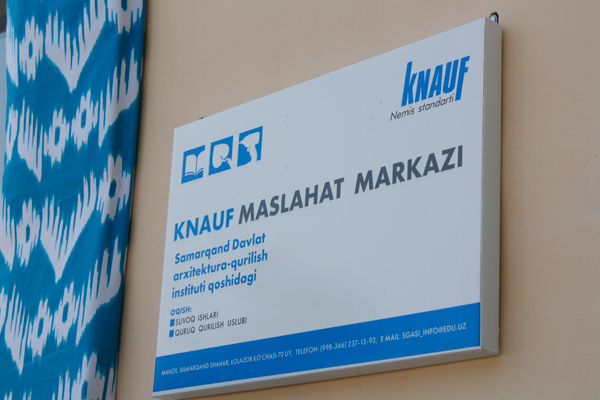 KNAUF
Nemis standarti
KNAUF MASLAHAT MARKAZI
Samarqand Davlat
arxitektura-qurilish
instituti qoshidagi
O'QISH:
SUVOQ ISHLARI
QURUQ QURILISH USLUBI
MANZIL: SAMARQAND SHAHAR, LOLAZOR KO'CHASI 70 UY, TELEFON: (998-366) 237-15-93, E MAIL: SGASI_INFO@EDU.UZ